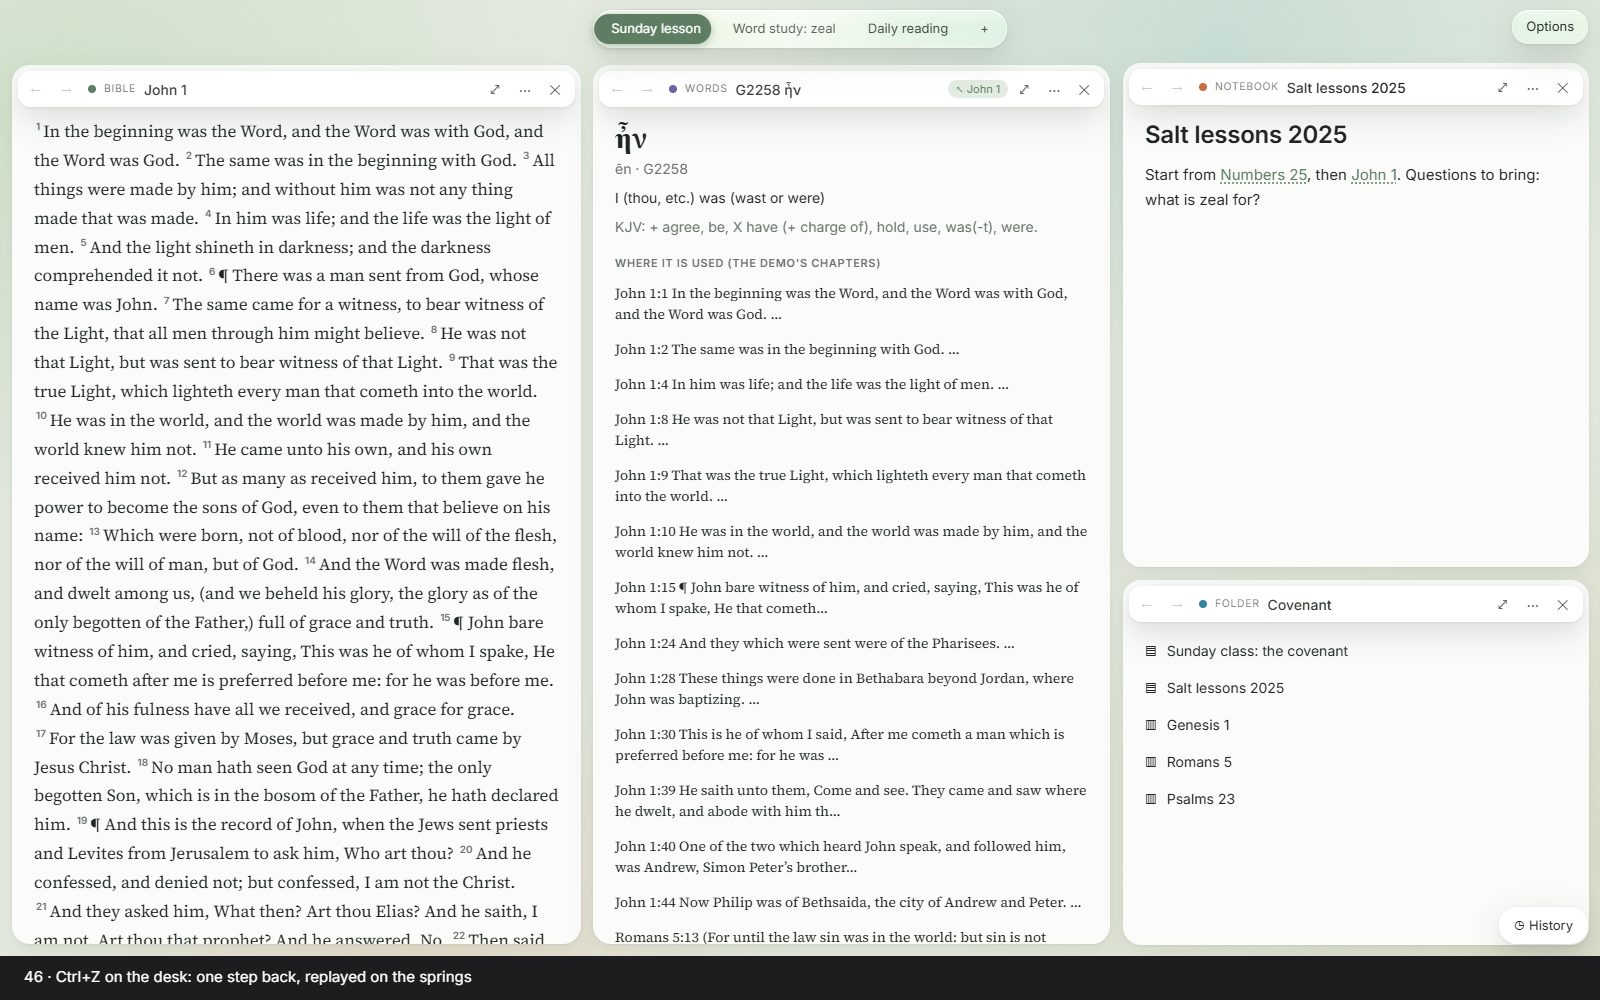 Sunday lesson Word study: zeal Daily reading +
Options
← → BIBLE John 1
1 In the beginning was the Word, and the Word was with God, and
the Word was God. 2 The same was in the beginning with God. 3 All
things were made by him; and without him was not any thing
made that was made. 4 In him was life; and the life was the light of
men. 5 And the light shineth in darkness; and the darkness
comprehended it not. 6 ¶ There was a man sent from God, whose
name was John. 7 The same came for a witness, to bear witness of
the Light, that all men through him might believe. 8 He was not
that Light, but was sent to bear witness of that Light. 9 That was the
true Light, which lighteth every man that cometh into the world.
10 He was in the world, and the world was made by him, and the
world knew him not. 11 He came unto his own, and his own
received him not. 12 But as many as received him, to them gave he
power to become the sons of God, even to them that believe on his
name: 13 Which were born, not of blood, nor of the will of the flesh,
nor of the will of man, but of God. 14 And the Word was made flesh,
and dwelt among us, (and we beheld his glory, the glory as of the
only begotten of the Father,) full of grace and truth. 15 ¶ John bare
witness of him, and cried, saying, This was he of whom I spake, He
that cometh after me is preferred before me: for he was before me.
16 And of his fulness have all we received, and grace for grace.
17 For the law was given by Moses, but grace and truth came by
Jesus Christ. 18 No man hath seen God at any time; the only
begotten Son, which is in the bosom of the Father, he hath declared
him. 19 ¶ And this is the record of John, when the Jews sent priests
and Levites from Jerusalem to ask him, Who art thou? 20 And he
confessed, and denied not; but confessed, I am not the Christ.
21 And they asked him, What then? Art thou Elias? And he saith, I
am not. Art thou that prophet? And he answered, No. 22 Then said
← → WORDS G2258 ἦν ↖ John 1
ἦν
ēn · G2258
I (thou, etc.) was (wast or were)
KJV: + agree, be, X have (+ charge of), hold, use, was(-t), were.
WHERE IT IS USED (THE DEMO'S CHAPTERS)
John 1:1 In the beginning was the Word, and the Word was with God,
and the Word was God. ...
John 1:2 The same was in the beginning with God. ...
John 1:4 In him was life; and the life was the light of men. ...
John 1:8 He was not that Light, but was sent to bear witness of that
Light. ...
John 1:9 That was the true Light, which lighteth every man that cometh
into the world. ...
John 1:10 He was in the world, and the world was made by him, and the
world knew him not. ...
John 1:15 ¶ John bare witness of him, and cried, saying, This was he of
whom I spake, He that cometh...
John 1:24 And they which were sent were of the Pharisees. ...
John 1:28 These things were done in Bethabara beyond Jordan, where
John was baptizing. ...
John 1:30 This is he of whom I said, After me cometh a man which is
preferred before me: for he was ...
John 1:39 He saith unto them, Come and see. They came and saw where
he dwelt, and abode with him th...
John 1:40 One of the two which heard John speak, and followed him,
was Andrew, Simon Peter's brother...
John 1:44 Now Philip was of Bethsaida, the city of Andrew and Peter. ...
Romans 5:13 (For until the law sin was in the world: but sin is not
← → NOTEBOOK Salt lessons 2025
Salt lessons 2025
Start from Numbers 25, then John 1. Questions to bring:
what is zeal for?
← → FOLDER Covenant
Sunday class: the covenant
Salt lessons 2025
Genesis 1
Romans 5
Psalms 23
History
46 · Ctrl+Z on the desk: one step back, replayed on the springs